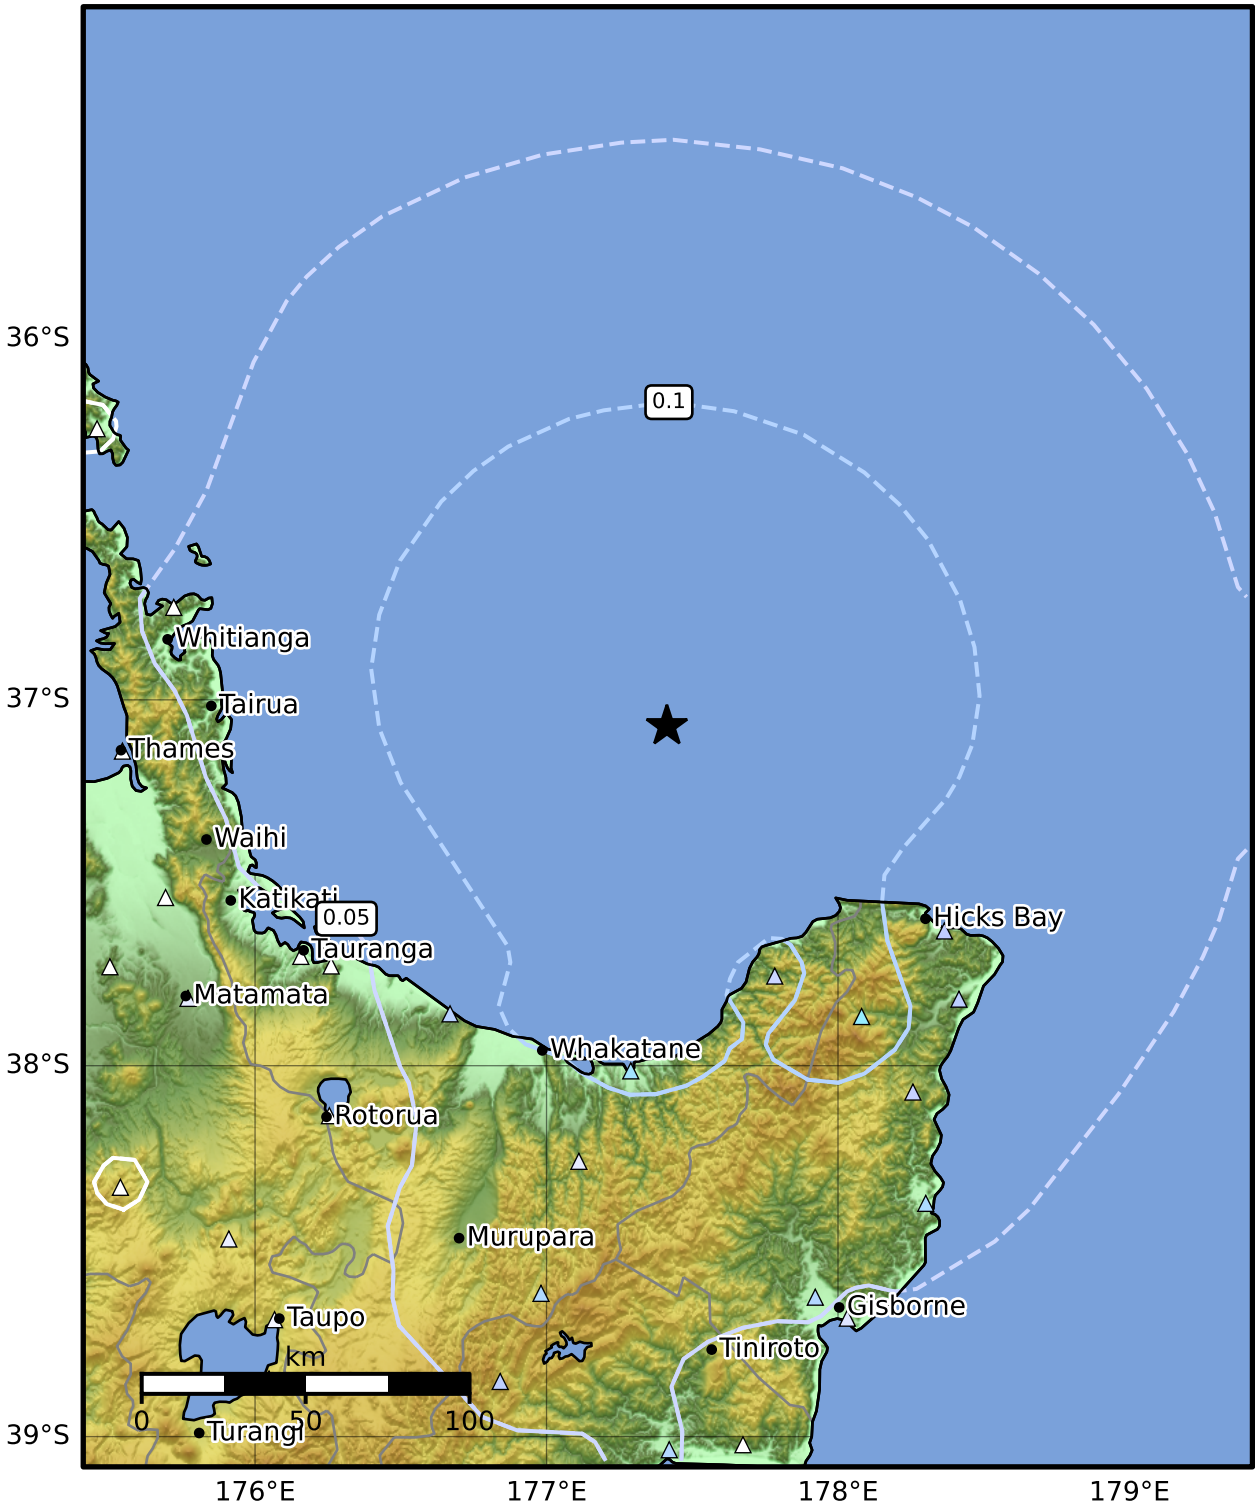 36°S
0.1
Whitianga
37°S
Tairua
Thames
Waihi
Katikati
0.05
Hicks Bay
Tauranga
Matamata
Whakatane
38°S
Rotorua
Murupara
Gisborne
Taupo
Tiniroto
km
0 50 100
Turangi
39°S
176°E 177°E 178°E 179°E